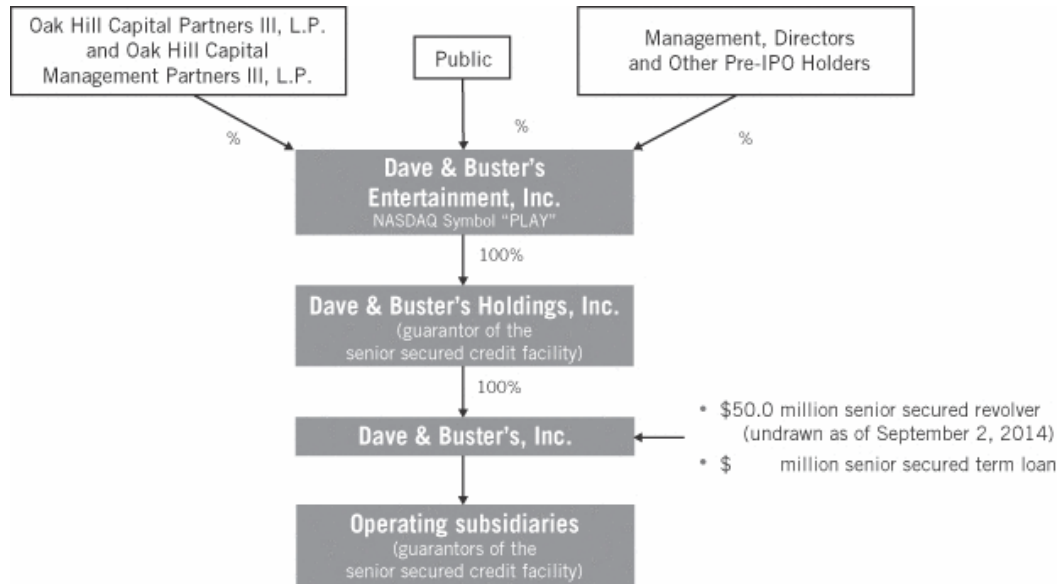 Oak Hill Capital Partners III, L.P.
and Oak Hill Capital
Management Partners III, L.P.
Public
Management, Directors
and Other Pre-IPO Holders
%
%
%
Dave & Buster's
Entertainment, Inc.
NASDAQ Symbol “PLAY”
100%
Dave & Buster's Holdings, Inc.
(guarantor of the
senior secured credit facility)
100%
Dave & Buster's, Inc.
• $50.0 million senior secured revolver
(undrawn as of September 2, 2014)
• $ million senior secured term loan
Operating subsidiaries
(guarantors of the
senior secured credit facility)